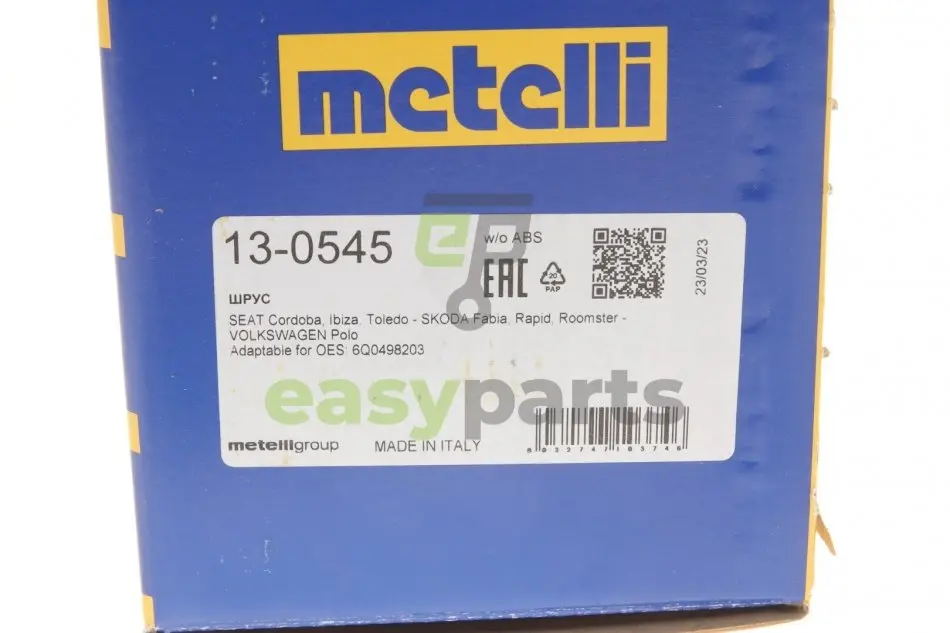 metelli
13-0545
w/o ABS
EAC
20
PAP
23/03/23
ШРУС
SEAT Cordoba, Ibiza, Toledo - SKODA Fabia, Rapid, Roomster -
VOLKSWAGEN Polo
Adaptable for OES: 6Q0498203
easyparts
metelligroup
MADE IN ITALY